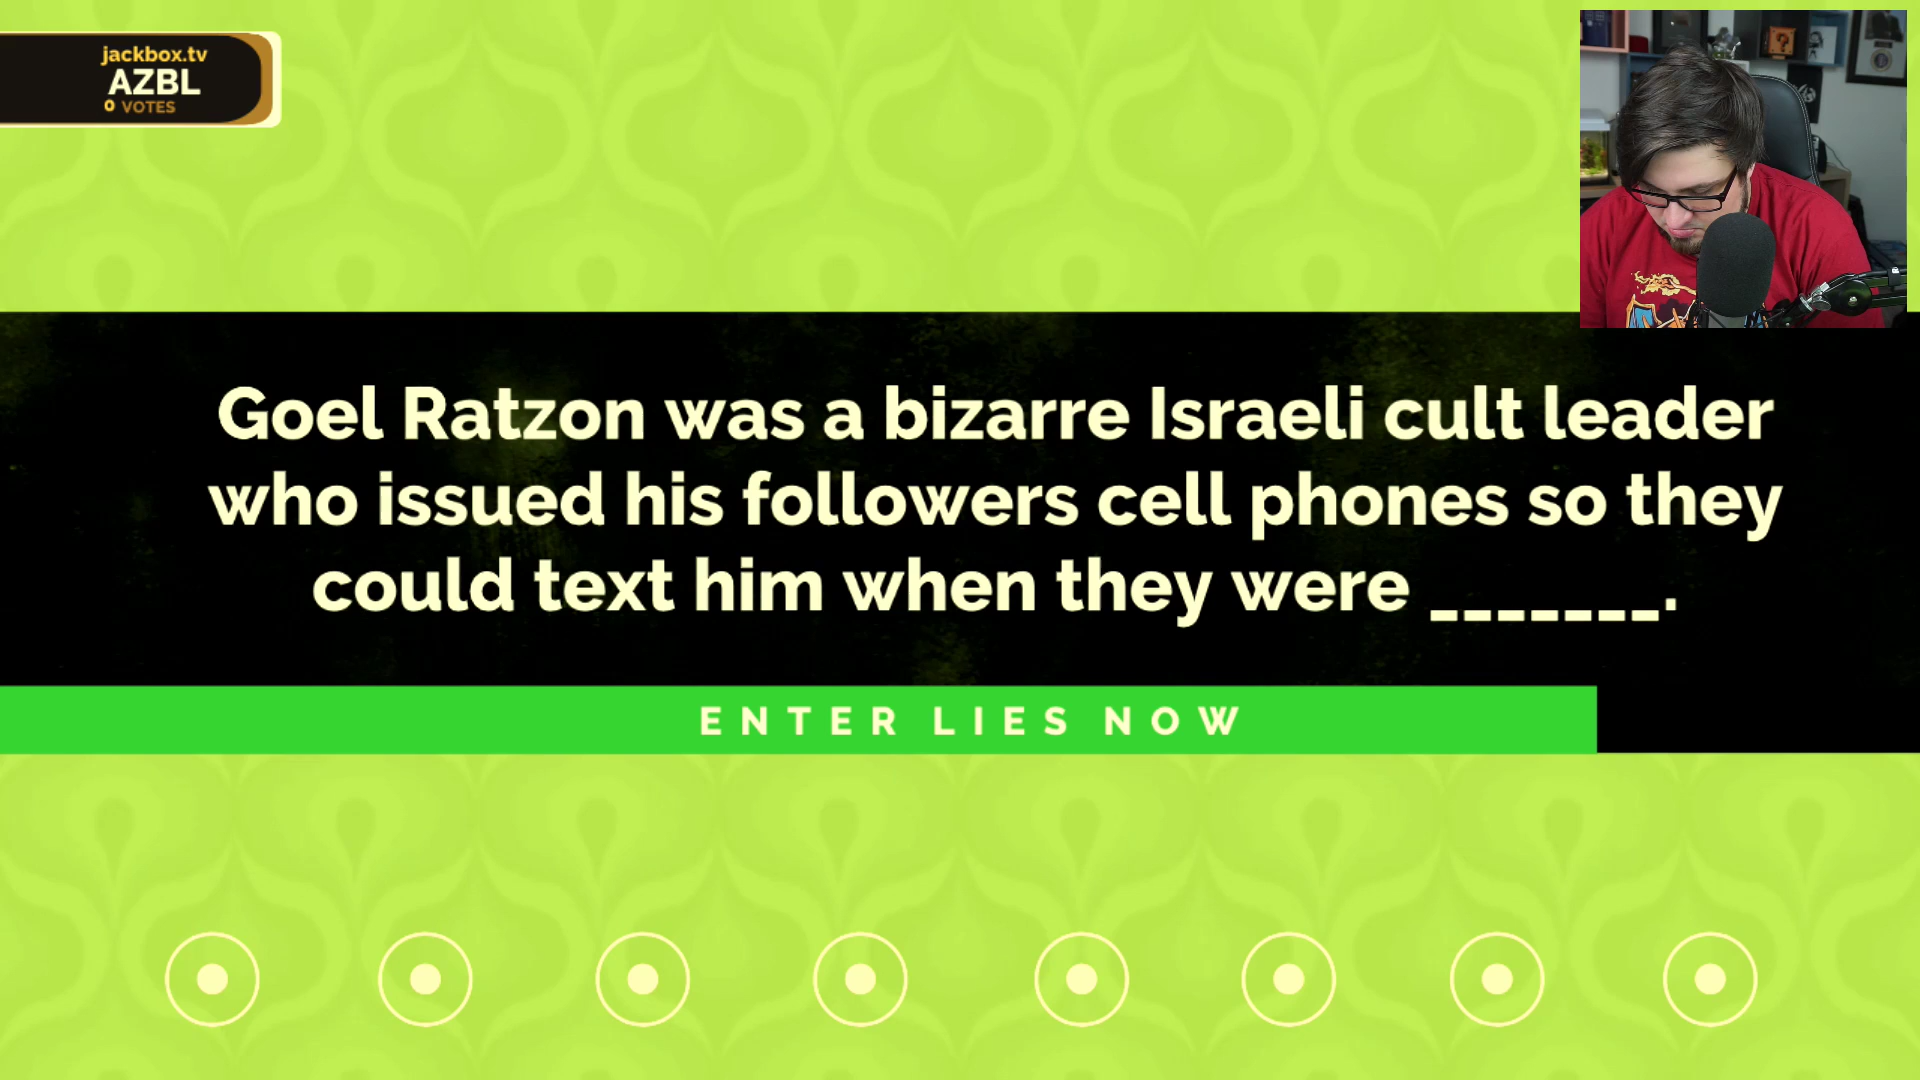 jackbox.tv
AZBL
0 VOTES
Goel Ratzon was a bizarre Israeli cult leader
who issued his followers cell phones so they
could text him when they were _______.
ENTER LIES NOW